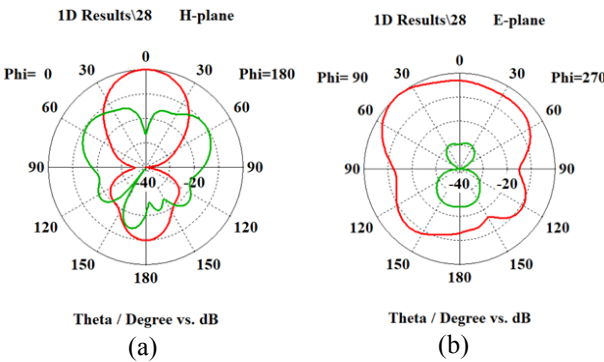 1D Results\28 H-plane
0
Phi= 0 30 30 Phi=180
60 60
90 90
-40 -20
120 120
150 150
180
Theta / Degree vs. dB
(a)
1D Results\28 E-plane
0
Phi= 90 30 30 Phi=270
60 60
90 90
-40 -20
120 120
150 150
180
Theta / Degree vs. dB
(b)